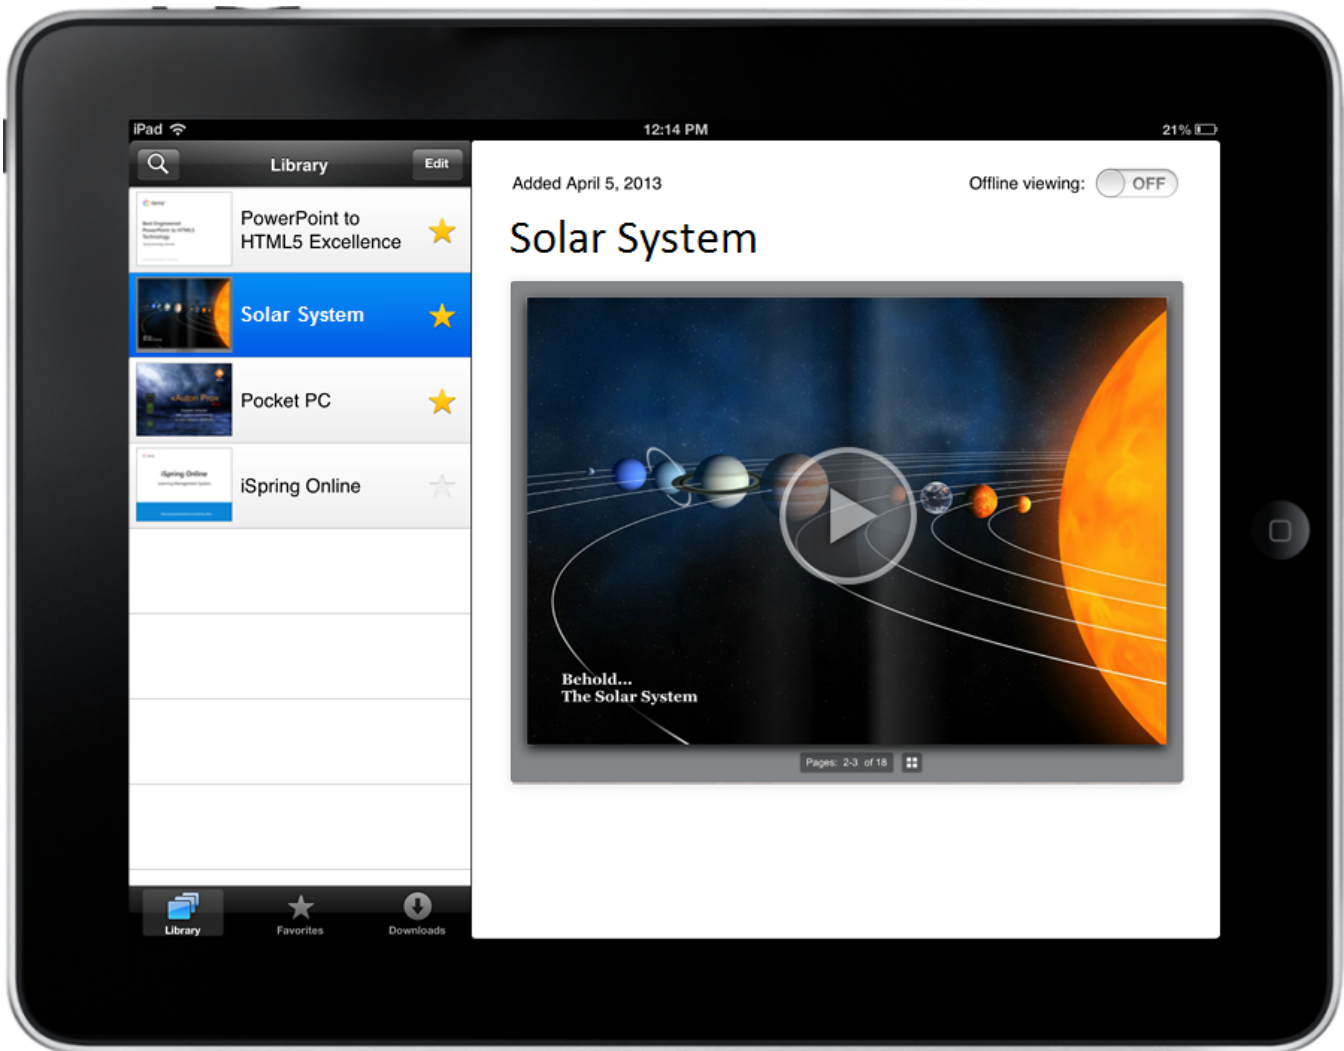 iPad
12:14 PM
21%
Library
Edit
PowerPoint to
HTML5 Excellence
Solar System
Pocket PC
iSpring Online
iSpring Online
Library
Favorites
Downloads
Added April 5, 2013
Offline viewing:
OFF
Solar System
Behold...
The Solar System
Pages: 2-3 of 18